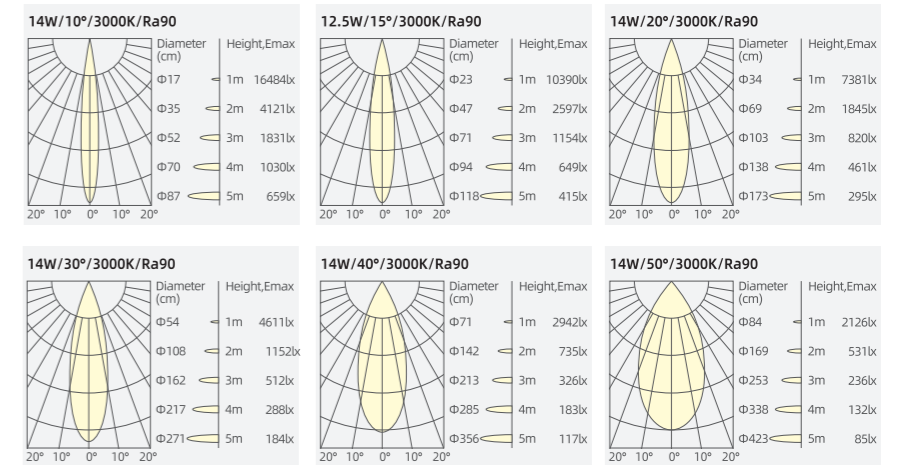 14W/10°/3000K/Ra90
Diameter (cm) Height,Emax
Φ17 1m 16484lx
Φ35 2m 4121lx
Φ52 3m 1831lx
Φ70 4m 1030lx
Φ87 5m 659lx
20° 10° 0° 10° 20°
12.5W/15°/3000K/Ra90
Diameter (cm) Height,Emax
Φ23 1m 10390lx
Φ47 2m 2597lx
Φ71 3m 1154lx
Φ94 4m 649lx
Φ118 5m 415lx
20° 10° 0° 10° 20°
14W/20°/3000K/Ra90
Diameter (cm) Height,Emax
Φ34 1m 7381lx
Φ69 2m 1845lx
Φ103 3m 820lx
Φ138 4m 461lx
Φ173 5m 295lx
20° 10° 0° 10° 20°
14W/30°/3000K/Ra90
Diameter (cm) Height,Emax
Φ54 1m 4611lx
Φ108 2m 1152lx
Φ162 3m 512lx
Φ217 4m 288lx
Φ271 5m 184lx
20° 10° 0° 10° 20°
14W/40°/3000K/Ra90
Diameter (cm) Height,Emax
Φ71 1m 2942lx
Φ142 2m 735lx
Φ213 3m 326lx
Φ285 4m 183lx
Φ356 5m 117lx
20° 10° 0° 10° 20°
14W/50°/3000K/Ra90
Diameter (cm) Height,Emax
Φ84 1m 2126lx
Φ169 2m 531lx
Φ253 3m 236lx
Φ338 4m 132lx
Φ423 5m 85lx
20° 10° 0° 10° 20°